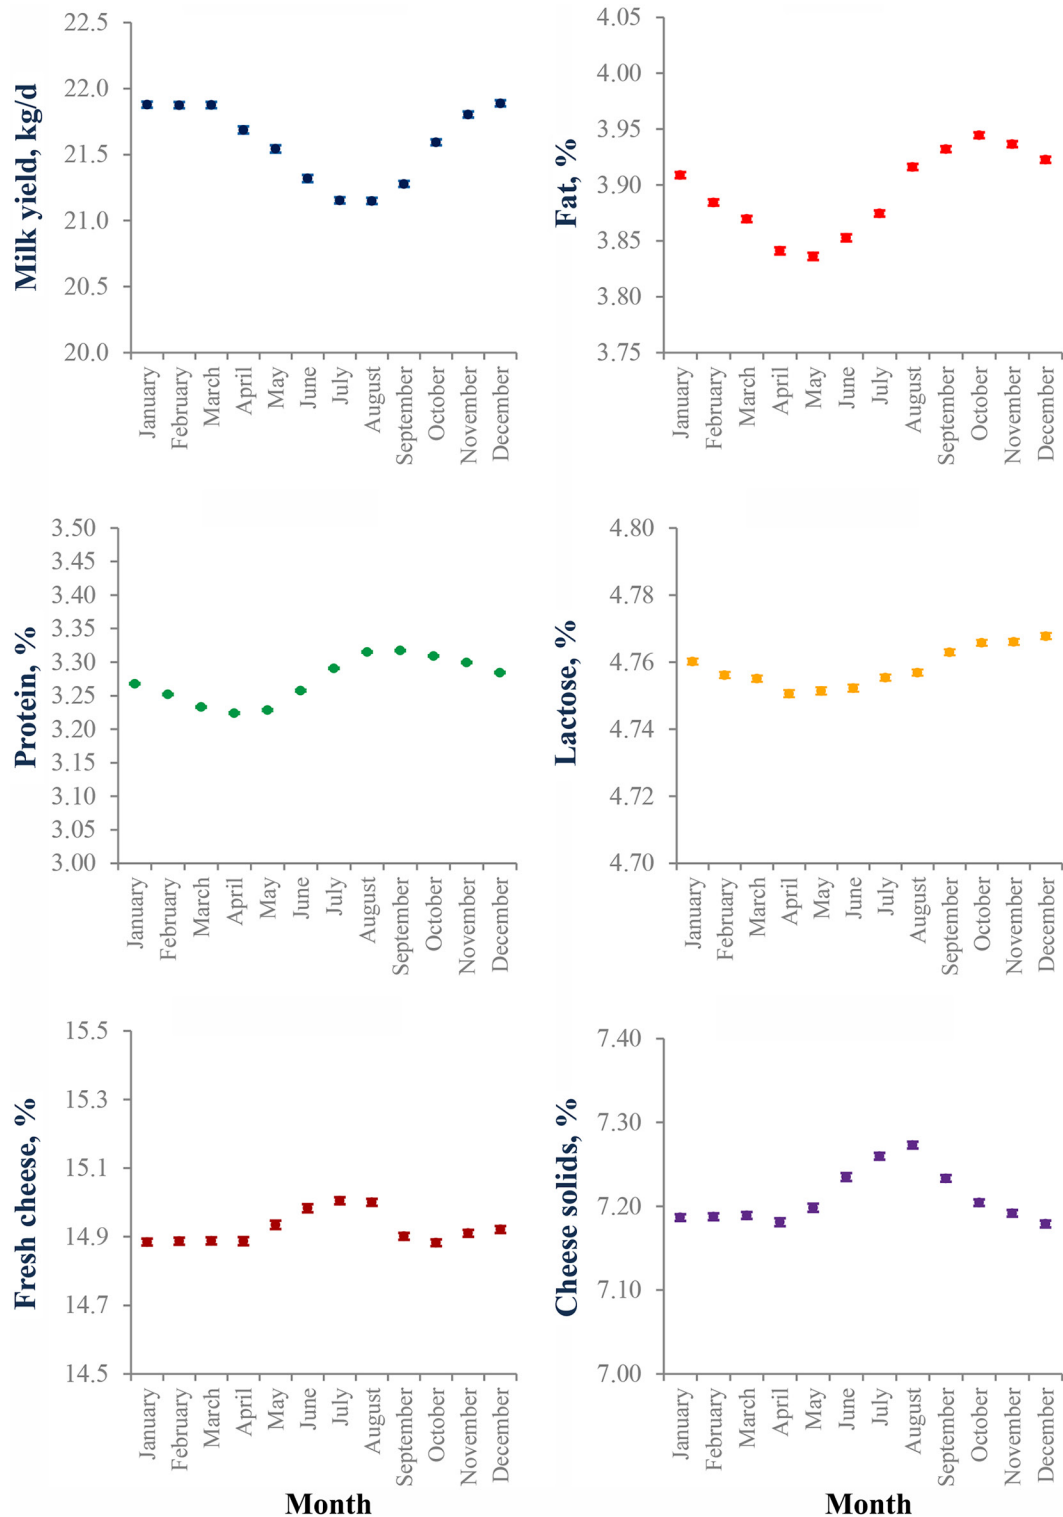 Milk yield, kg/d
22.5
22.0
21.5
21.0
20.5
20.0
January
February
March
April
May
June
July
August
September
October
November
December
Fat, %
4.05
4.00
3.95
3.90
3.85
3.80
3.75
January
February
March
April
May
June
July
August
September
October
November
December
Protein, %
3.50
3.45
3.40
3.35
3.30
3.25
3.20
3.15
3.10
3.05
3.00
January
February
March
April
May
June
July
August
September
October
November
December
Lactose, %
4.80
4.78
4.76
4.74
4.72
4.70
January
February
March
April
May
June
July
August
September
October
November
December
Fresh cheese, %
15.5
15.3
15.1
14.9
14.7
14.5
January
February
March
April
May
June
July
August
September
October
November
December
Month
Cheese solids, %
7.40
7.30
7.20
7.10
7.00
January
February
March
April
May
June
July
August
September
October
November
December
Month